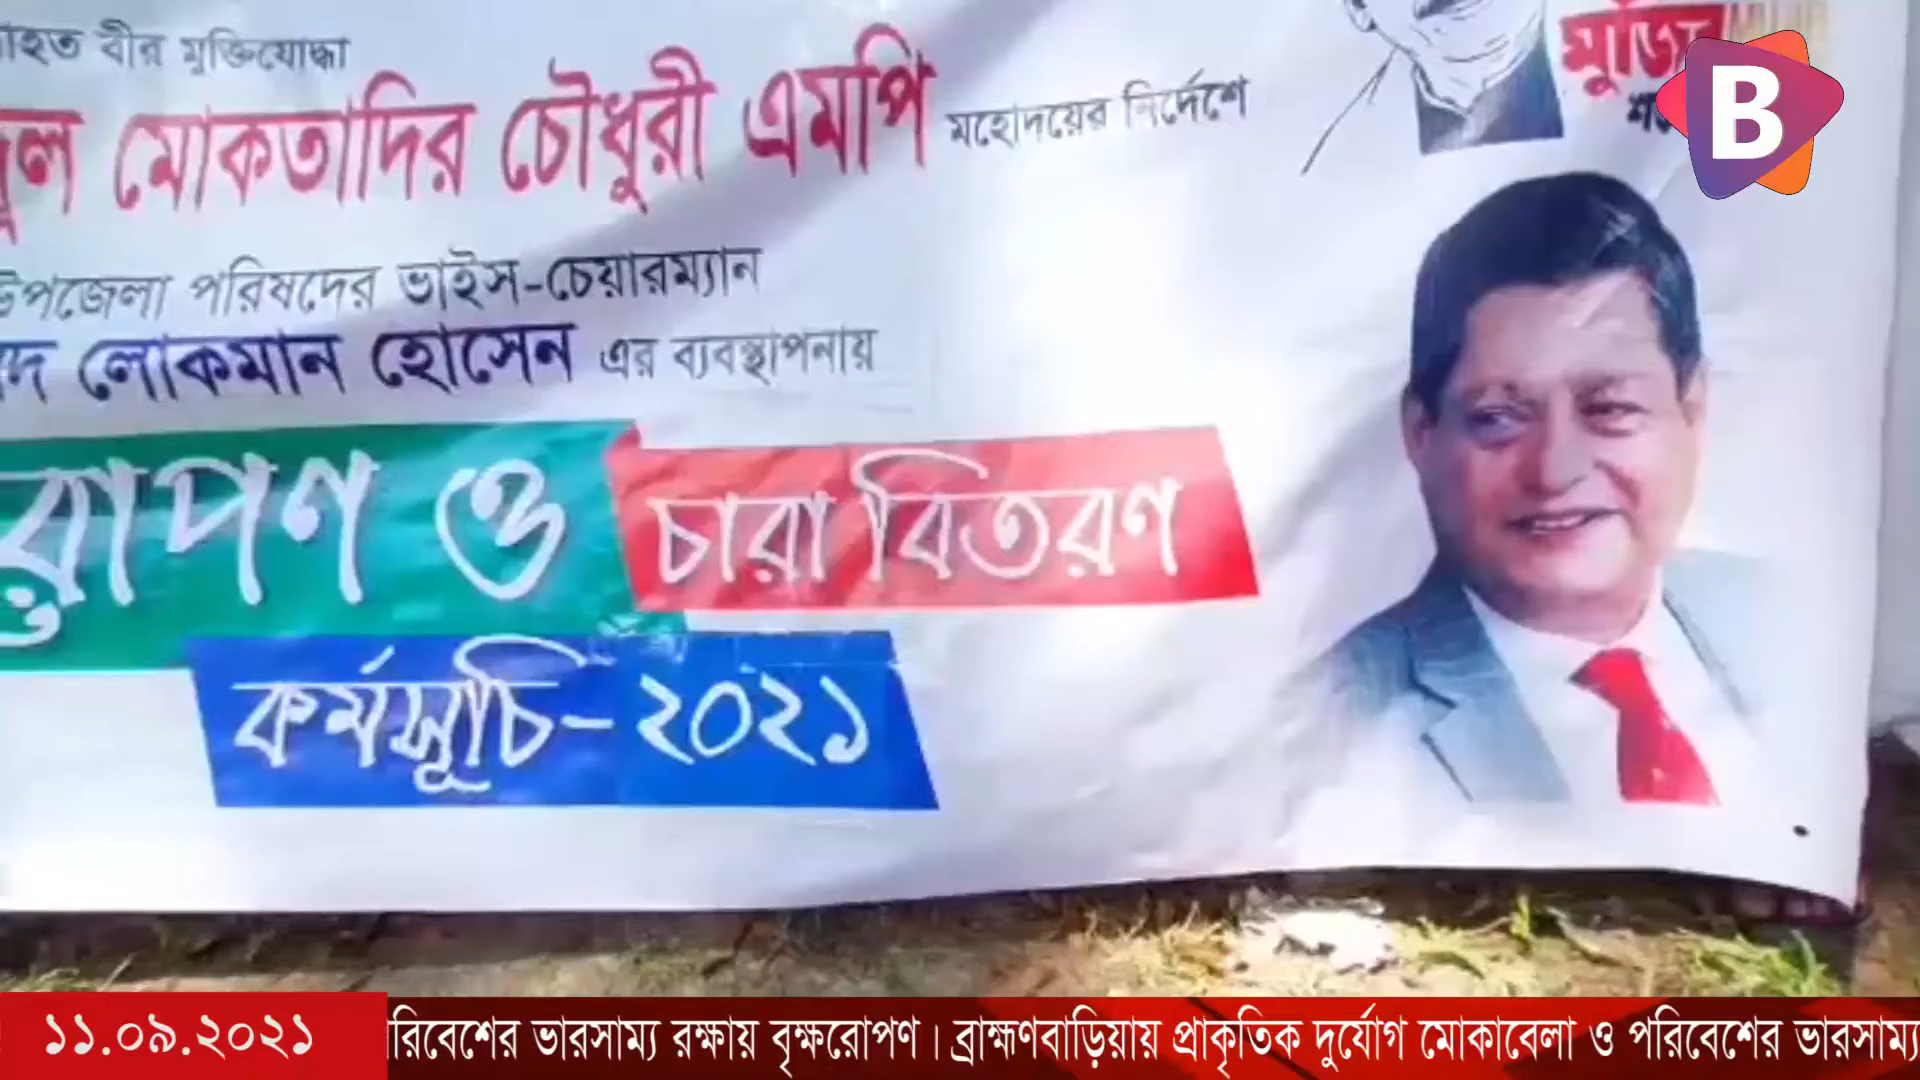 বীর মুক্তিযোদ্ধা
মুজিব
মোকতাদির চৌধুরী এমপি মহোদয়ের নির্দেশে
B
উপজেলা পরিষদের ভাইস-চেয়ারম্যান
লোকমান হোসেন এর ব্যবস্থাপনায়
রোপণ ও চারা বিতরণ
কর্মসূচি-২০২১
১১.০৯.২০২১ রিবেশের ভারসাম্য রক্ষায় বৃক্ষরোপণ। ব্রাহ্মণবাড়িয়ায় প্রাকৃতিক দুর্যোগ মোকাবেলা ও পরিবেশের ভারসাম্য